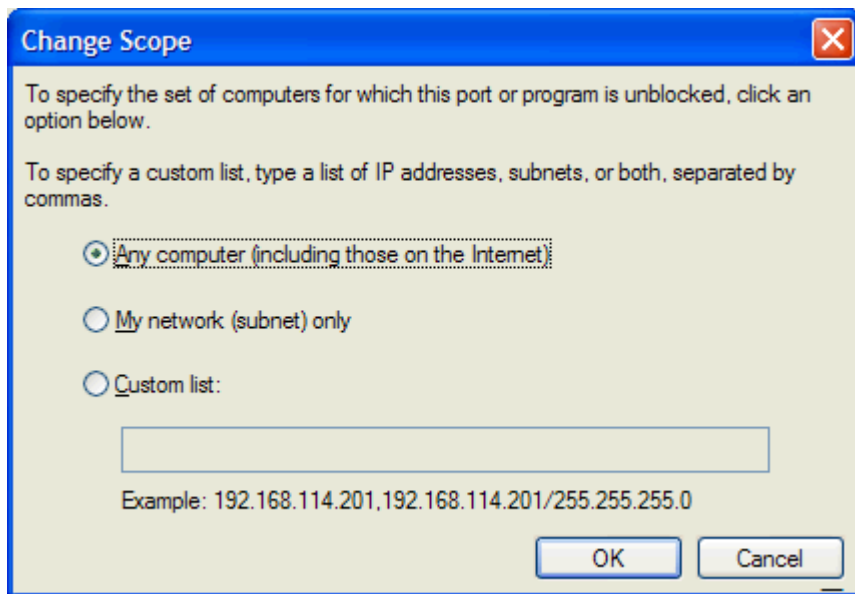 Change Scope
To specify the set of computers for which this port or program is unblocked, click an
option below.
To specify a custom list, type a list of IP addresses, subnets, or both, separated by
commas.
Any computer (including those on the Internet)
My network (subnet) only
Custom list:
Example: 192.168.114.201,192.168.114.201/255.255.255.0
OK Cancel